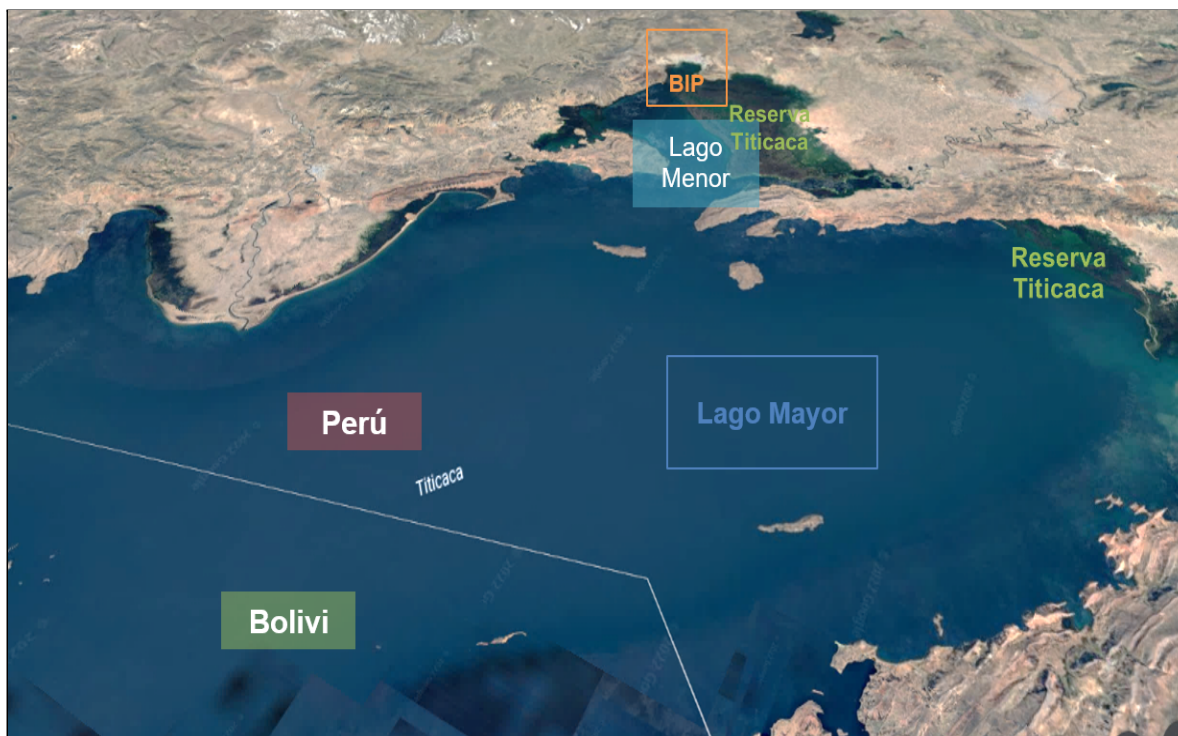 BIP
Reserva
Titicaca
Lago
Menor
Reserva
Titicaca
Perú
Lago Mayor
Titicaca
Bolivi